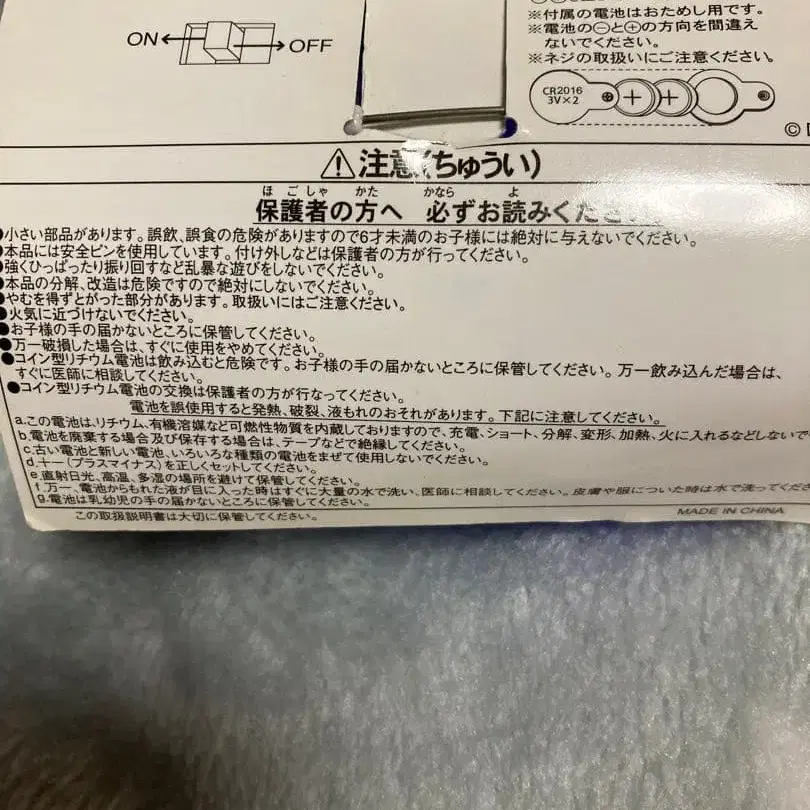 ※付属の電池はおためし用です。
※電池の⊖と⊕の方向を間違え
ないでください。
※ネジの取扱いにご注意ください。
ON OFF
CR2016
3V×2
©
⚠注意(ちゅうい)
保護者の方へ 必ずお読みください。
●小さい部品があります。誤飲、誤食の危険がありますので6才未満のお子様には絶対に与えないでください。
●本品には安全ピンを使用しています。付け外しなどは保護者の方が行ってください。
●強くひっぱったり振り回すなど乱暴な遊びをしないでください。
●本品の分解、改造は危険ですので絶対にしないでください。
●やむを得ずとがった部分があります。取扱いにはご注意ください。
●火気に近づけないでください。
●お子様の手の届かないところに保管してください。
●万一破損した場合は、すぐに使用をやめてください。
●コイン型リチウム電池は飲み込むと危険です。お子様の手の届かないところに保管してください。万一飲み込んだ場合は、
すぐに医師に相談してください。
●コイン型リチウム電池の交換は保護者の方が行なってください。
電池を誤使用すると発熱、破裂、液もれのおそれがあります。下記に注意してください。
a.この電池は、リチウム、有機溶媒など可燃性物質を内蔵しておりますので、充電、ショート、分解、変形、加熱、火に入れるなどしないで
b.電池を廃棄する場合及び保存する場合は、テープなどで絶縁してください。
c.古い電池と新しい電池、いろいろな種類の電池をまぜて使用しないでください。
d.+−(プラスマイナス)を正しくセットしてください。
e.直射日光、高温、多湿の場所を避けて保管してください。
f.万一、電池からもれた液が目に入った時はすぐに大量の水で洗い、医師に相談してください。皮膚や服についた時は水で洗ってくださ
g.電池は乳幼児の手の届かないところに保管してください。
この取扱説明書は大切に保管してください。
MADE IN CHINA